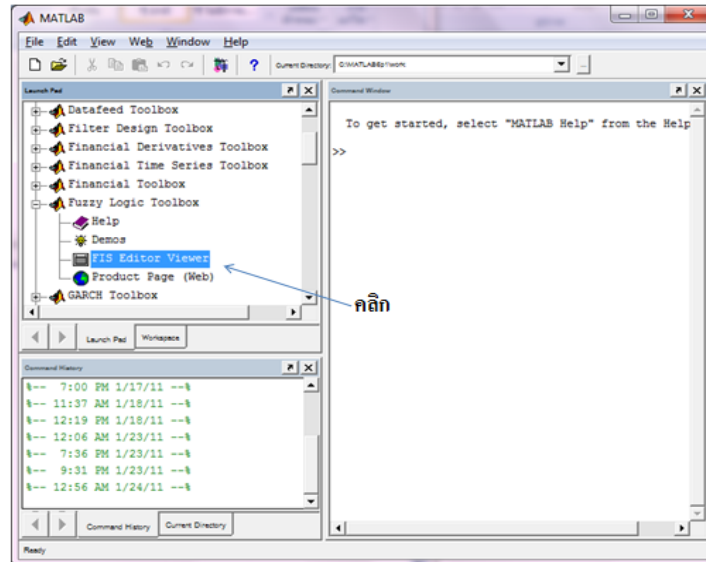 MATLAB
File Edit View Web Window Help
Current Directory: G:\MATLAB6p1\work
Launch Pad
Datafeed Toolbox
Filter Design Toolbox
Financial Derivatives Toolbox
Financial Time Series Toolbox
Financial Toolbox
Fuzzy Logic Toolbox
Help
Demos
FIS Editor Viewer
Product Page (Web)
GARCH Toolbox
Launch Pad Workspace
Command History
%-- 7:00 PM 1/17/11 --%
%-- 11:37 AM 1/18/11 --%
%-- 12:19 PM 1/18/11 --%
%-- 12:06 AM 1/23/11 --%
%-- 7:36 PM 1/23/11 --%
%-- 9:31 PM 1/23/11 --%
%-- 12:56 AM 1/24/11 --%
Command History Current Directory
Command Window
To get started, select "MATLAB Help" from the Help
>>
คลิก
Ready